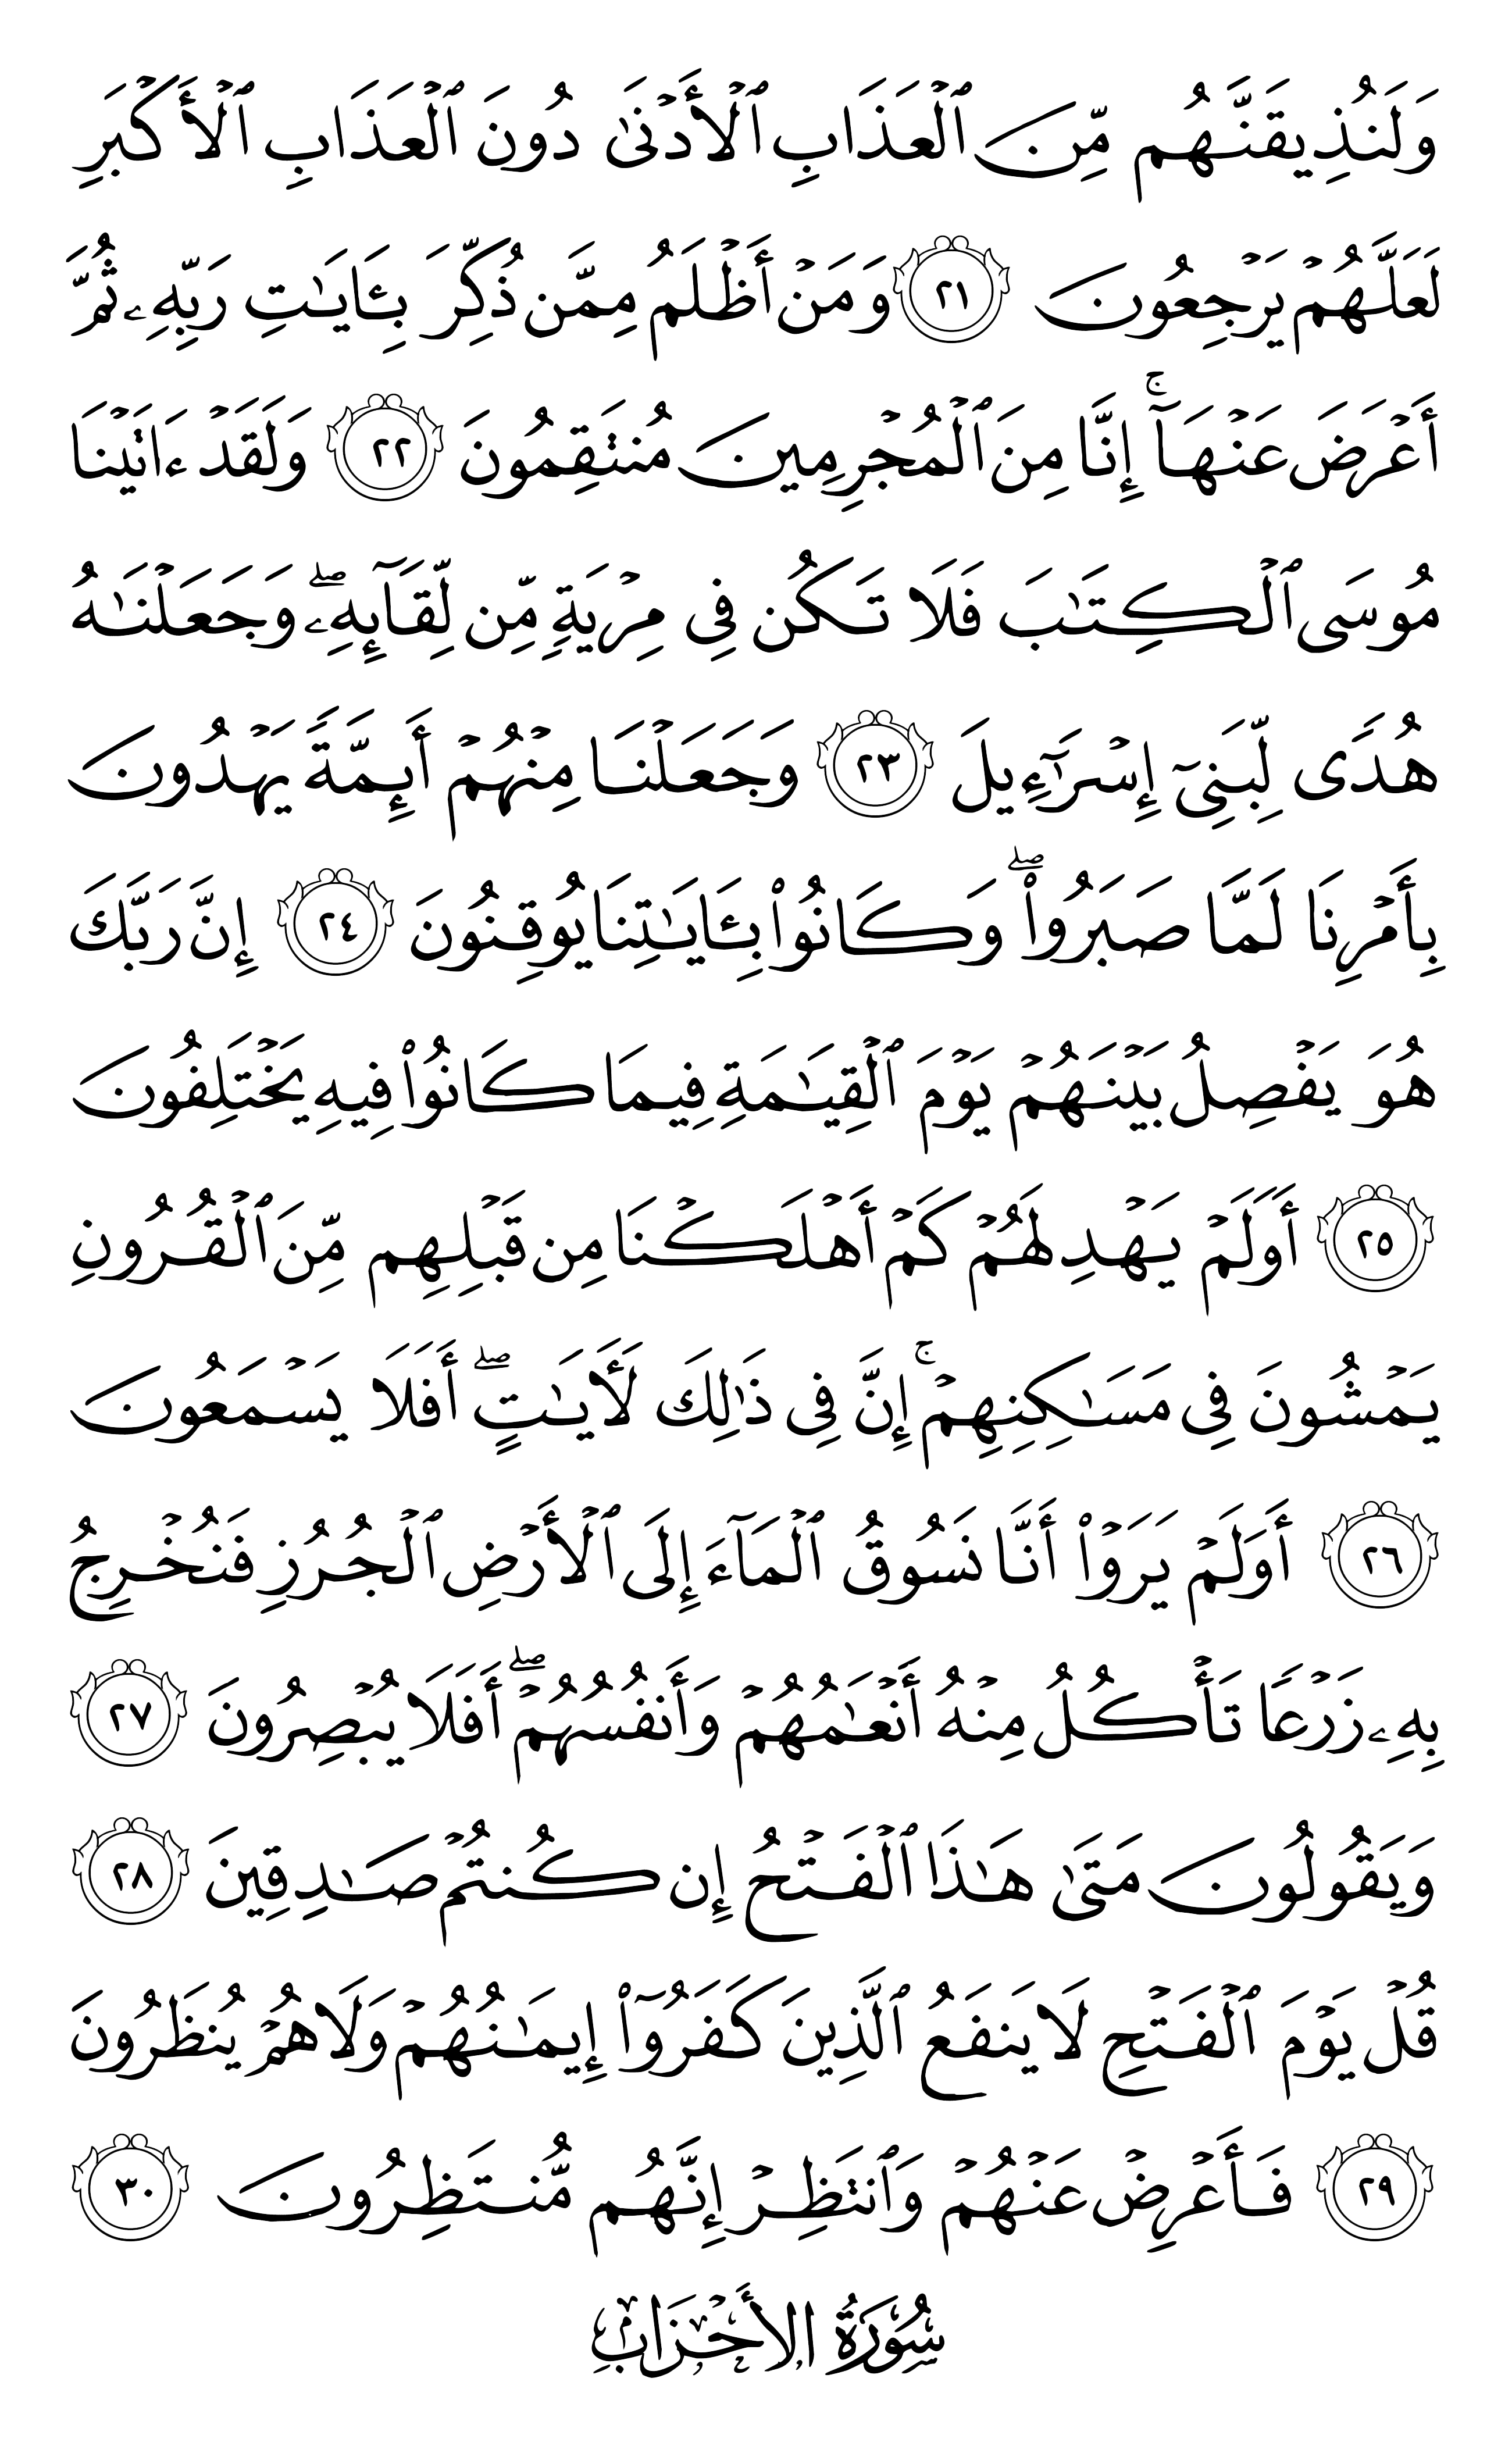 وَلَنُذِيقَنَّهُم مِّنَ ٱلْعَذَابِ ٱلْأَدْنَىٰ دُونَ ٱلْعَذَابِ ٱلْأَكْبَرِ
لَعَلَّهُمْ يَرْجِعُونَ ٢١ وَمَنْ أَظْلَمُ مِمَّن ذُكِّرَ بِـَٔايَـٰتِ رَبِّهِۦ ثُمَّ
أَعْرَضَ عَنْهَآ ۚ إِنَّا مِنَ ٱلْمُجْرِمِينَ مُنتَقِمُونَ ٢٢ وَلَقَدْ ءَاتَيْنَا
مُوسَى ٱلْكِتَـٰبَ فَلَا تَكُن فِى مِرْيَةٍ مِّن لِّقَآئِهِۦ ۖ وَجَعَلْنَـٰهُ
هُدًى لِّبَنِىٓ إِسْرَٰٓءِيلَ ٢٣ وَجَعَلْنَا مِنْهُمْ أَئِمَّةً يَهْدُونَ
بِأَمْرِنَا لَمَّا صَبَرُوا۟ ۖ وَكَانُوا۟ بِـَٔايَـٰتِنَا يُوقِنُونَ ٢٤ إِنَّ رَبَّكَ
هُوَ يَفْصِلُ بَيْنَهُمْ يَوْمَ ٱلْقِيَـٰمَةِ فِيمَا كَانُوا۟ فِيهِ يَخْتَلِفُونَ
٢٥ أَوَلَمْ يَهْدِ لَهُمْ كَمْ أَهْلَكْنَا مِن قَبْلِهِم مِّنَ ٱلْقُرُونِ
يَمْشُونَ فِى مَسَـٰكِنِهِمْ ۚ إِنَّ فِى ذَٰلِكَ لَـَٔايَـٰتٍ ۖ أَفَلَا يَسْمَعُونَ
٢٦ أَوَلَمْ يَرَوْا۟ أَنَّا نَسُوقُ ٱلْمَآءَ إِلَى ٱلْأَرْضِ ٱلْجُرُزِ فَنُخْرِجُ
بِهِۦ زَرْعًا تَأْكُلُ مِنْهُ أَنْعَـٰمُهُمْ وَأَنفُسُهُمْ ۖ أَفَلَا يُبْصِرُونَ ٢٧
وَيَقُولُونَ مَتَىٰ هَـٰذَا ٱلْفَتْحُ إِن كُنتُمْ صَـٰدِقِينَ ٢٨
قُلْ يَوْمَ ٱلْفَتْحِ لَا يَنفَعُ ٱلَّذِينَ كَفَرُوٓا۟ إِيمَـٰنُهُمْ وَلَا هُمْ يُنظَرُونَ
٢٩ فَأَعْرِضْ عَنْهُمْ وَٱنتَظِرْ إِنَّهُم مُّنتَظِرُونَ ٣٠
سُورَةُ الأَحْزَابِ